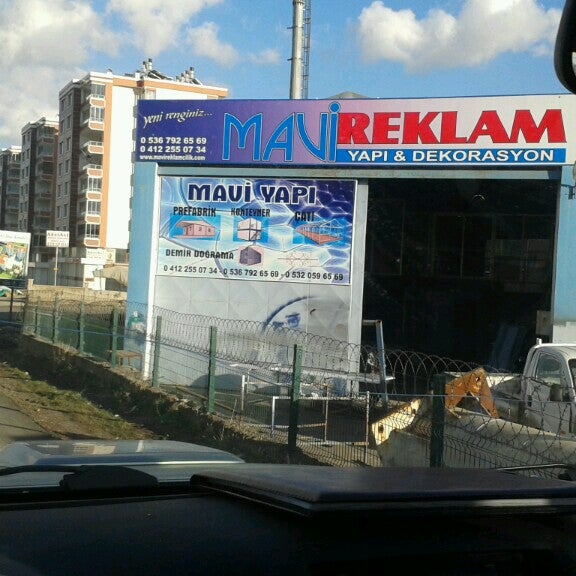 yeni renginiz...
0 536 792 65 69
0 412 255 07 34
www.mavireklamcilik.com
MAVİ REKLAM
YAPI & DEKORASYON
MAVi YAPI
PREFABRİK KONTEYNER ÇATI
DEMİR DOĞRAMA
0 412 255 07 34 - 0 536 792 65 69 - 0 532 059 65 69